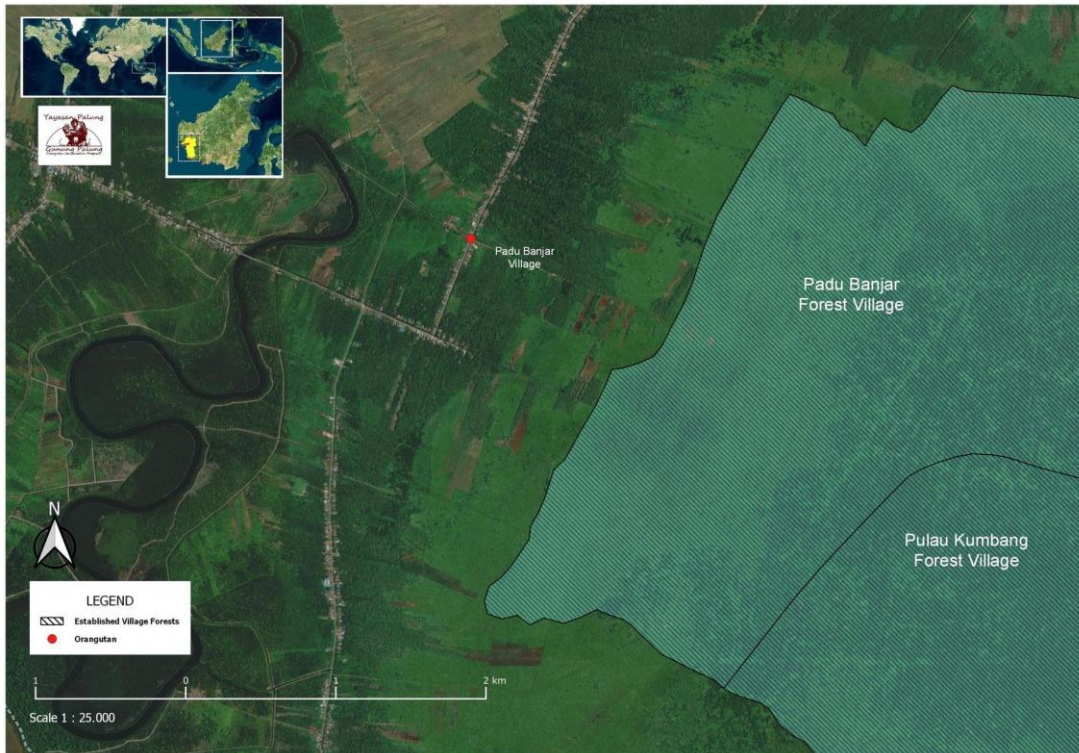 Yayasan Palung
Gunung Palung
Padu Banjar
Village
Padu Banjar
Forest Village
Pulau Kumbang
Forest Village
N
LEGEND
Established Village Forests
Orangutan
1 0 1 2 km
Scale 1 : 25.000